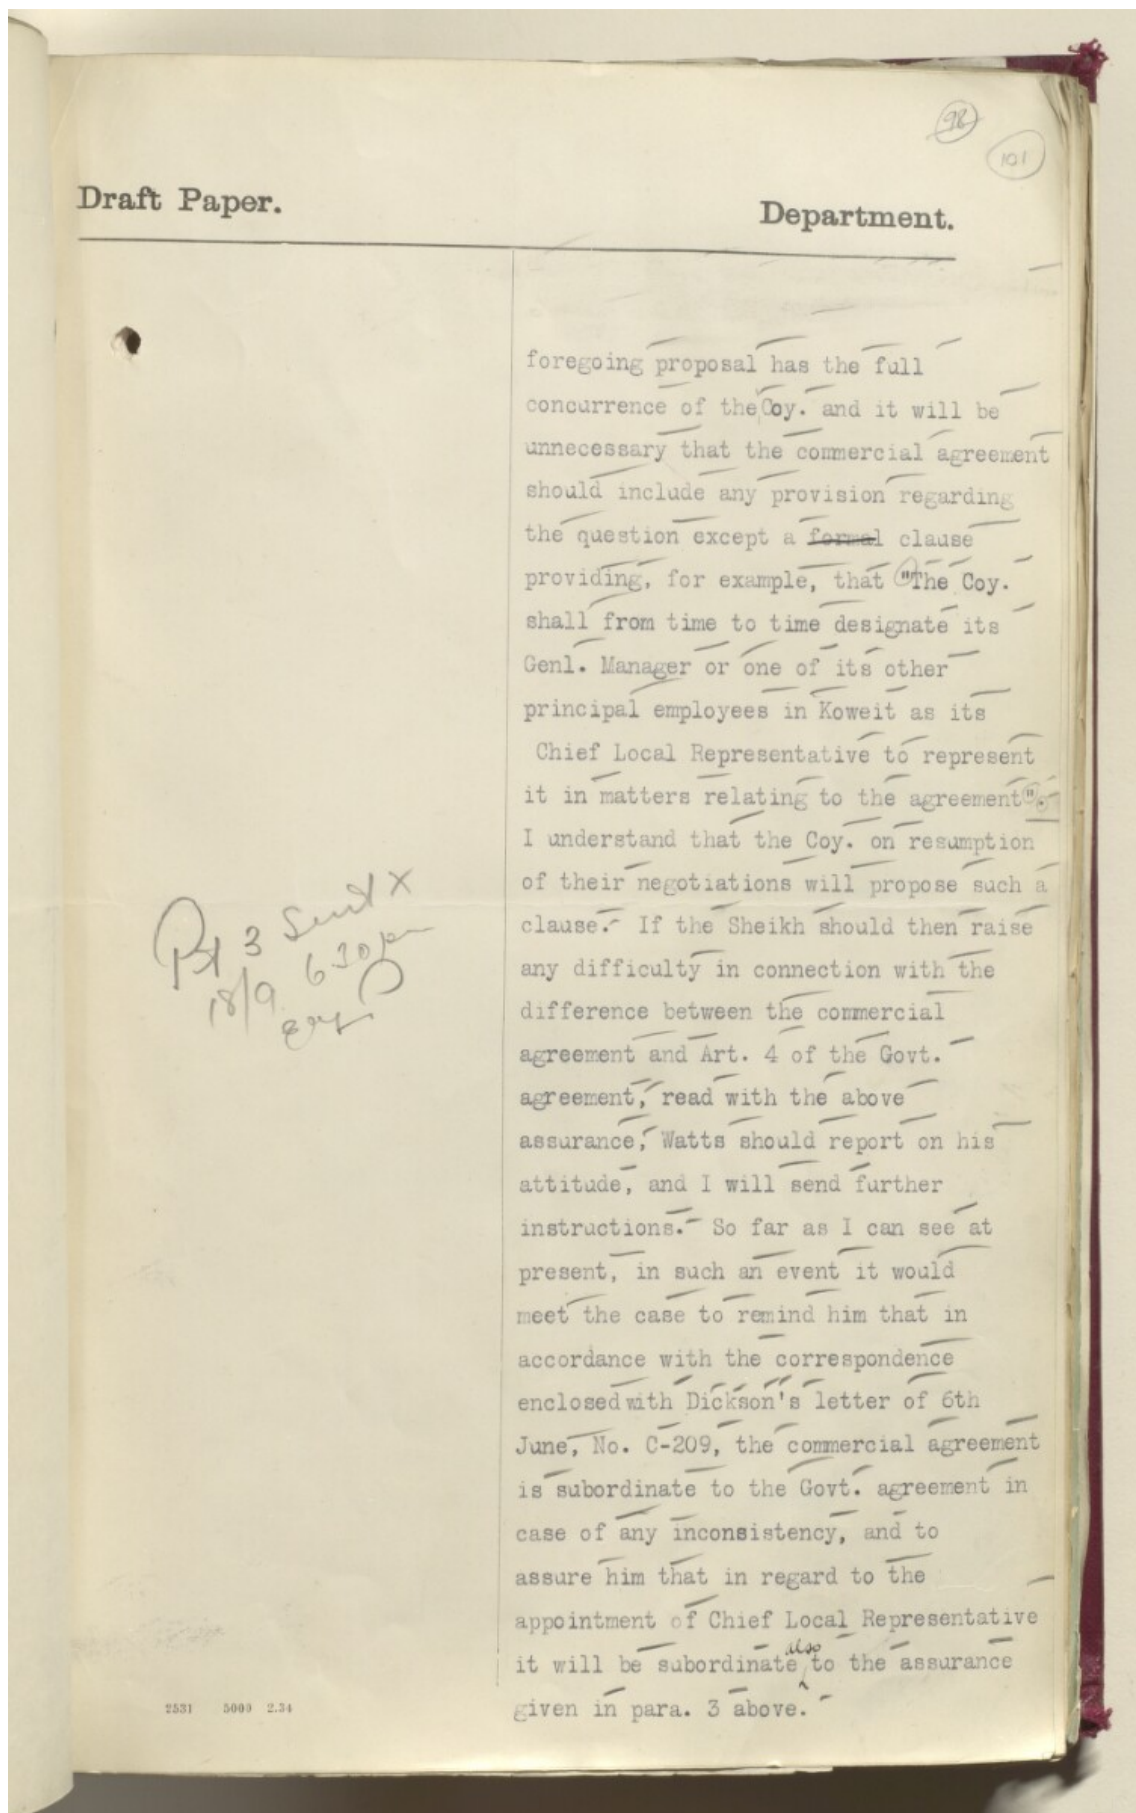 98
101
Draft Paper.
Department.
foregoing proposal has the full
concurrence of the Coy. and it will be
unnecessary that the commercial agreement
should include any provision regarding
the question except a formal clause
providing, for example, that "The Coy.
shall from time to time designate its
Genl. Manager or one of its other
principal employees in Koweit as its
Chief Local Representative to represent
it in matters relating to the agreement".
I understand that the Coy. on resumption
of their negotiations will propose such a
clause. If the Sheikh should then raise
any difficulty in connection with the
difference between the commercial
agreement and Art. 4 of the Govt.
agreement, read with the above
assurance, Watts should report on his
attitude, and I will send further
instructions. So far as I can see at
present, in such an event it would
meet the case to remind him that in
accordance with the correspondence
enclosed with Dickson's letter of 6th
June, No. C-209, the commercial agreement
is subordinate to the Govt. agreement in
case of any inconsistency, and to
assure him that in regard to the
appointment of Chief Local Representative
it will be subordinate also to the assurance
given in para. 3 above.
Pt 3 Sent X
18/9. 6 30 pm
2531 5000 2.34